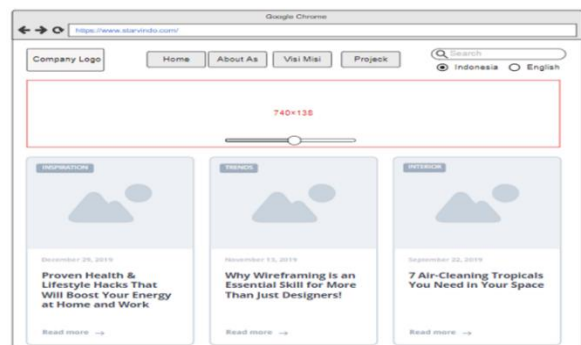 Google Chrome
https://www.starvindo.com/
Company Logo
Home
About As
Visi Misi
Projeck
Search
Indonesia
English
740×138
INSPIRATION
TRENDS
INTERIOR
December 29, 2019
November 13, 2019
September 22, 2019
Proven Health &
Lifestyle Hacks That
Will Boost Your Energy
at Home and Work
Why Wireframing is an
Essential Skill for More
Than Just Designers!
7 Air-Cleaning Tropicals
You Need in Your Space
Read more →
Read more →
Read more →